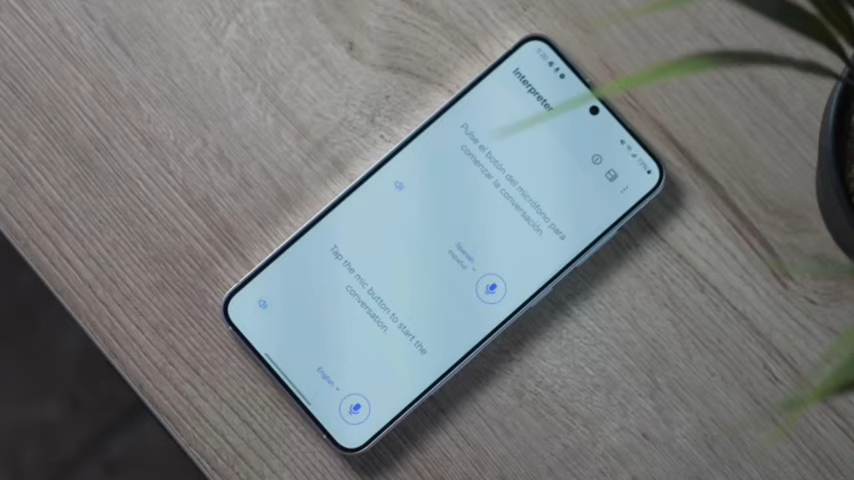 Interpreter
Pulse el botón del micrófono para
comenzar la conversación.
Spanish
español
Tap the mic button to start the
conversation.
English